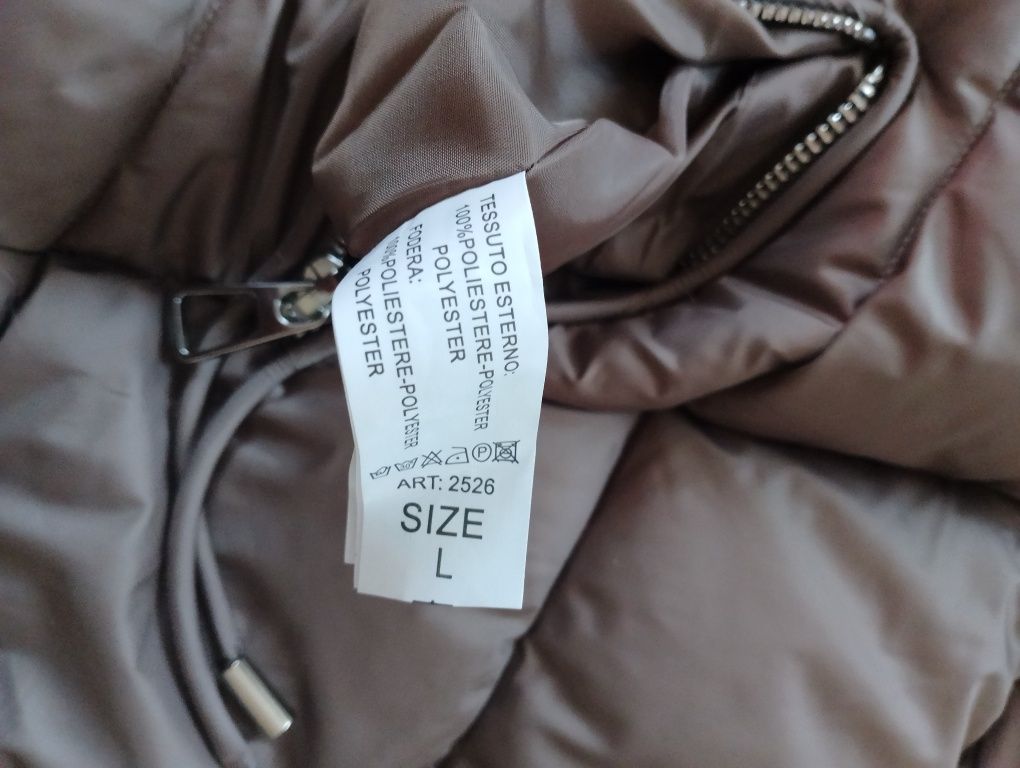 TESSUTO ESTERNO:
100%POLIESTERE-POLYESTER
POLYESTER
FODERA:
100%POLIESTERE-POLYESTER
POLYESTER
P
ART: 2526
SIZE
L